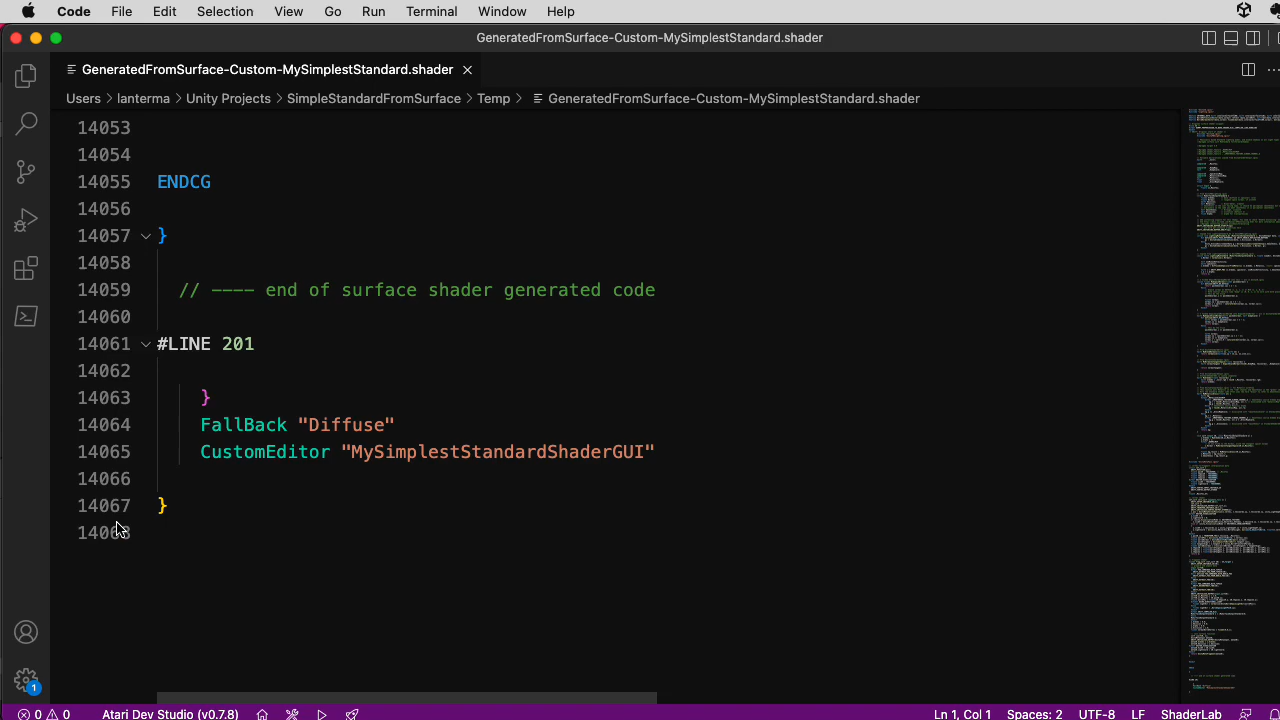 Code File Edit Selection View Go Run Terminal Window Help
GeneratedFromSurface-Custom-MySimplestStandard.shader
GeneratedFromSurface-Custom-MySimplestStandard.shader
Users > lanterma > Unity Projects > SimpleStandardFromSurface > Temp > GeneratedFromSurface-Custom-MySimplestStandard.shader
14053
14054
14055 ENDCG
14056
14057 }
14058
14059 // ---- end of surface shader generated code
14060
14061 #LINE 201
14062
14063 }
14064 FallBack "Diffuse"
14065 CustomEditor "MySimplestStandardShaderGUI"
14066
14067 }
14068
1
0 0 Atari Dev Studio (v0.7.8) Ln 1, Col 1 Spaces: 2 UTF-8 LF ShaderLab